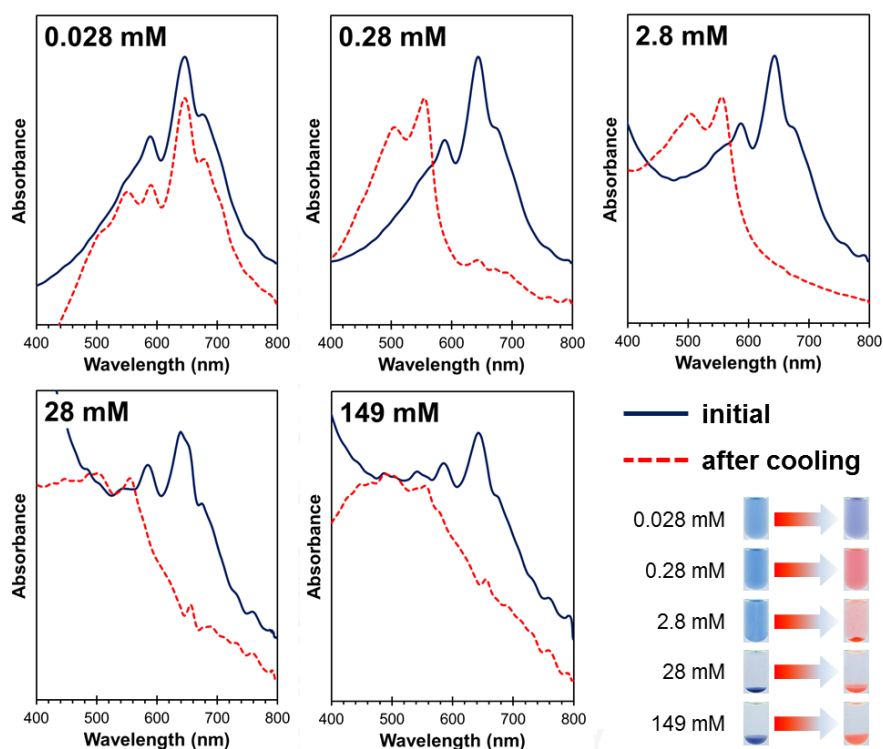 0.028 mM
Absorbance
400 500 600 700 800
Wavelength (nm)
0.28 mM
Absorbance
400 500 600 700 800
Wavelength (nm)
2.8 mM
Absorbance
400 500 600 700 800
Wavelength (nm)
28 mM
Absorbance
400 500 600 700 800
Wavelength (nm)
149 mM
Absorbance
400 500 600 700 800
Wavelength (nm)
initial
after cooling
0.028 mM
0.28 mM
2.8 mM
28 mM
149 mM